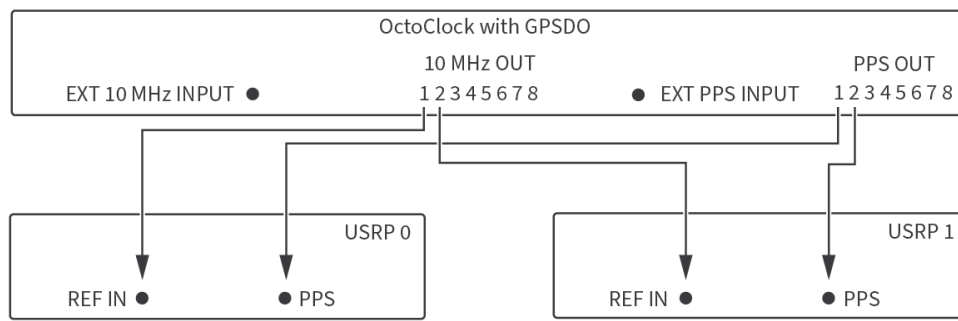 OctoClock with GPSDO
10 MHz OUT
PPS OUT
EXT 10 MHz INPUT
1 2 3 4 5 6 7 8
EXT PPS INPUT
1 2 3 4 5 6 7 8
USRP 0
USRP 1
REF IN
PPS
REF IN
PPS